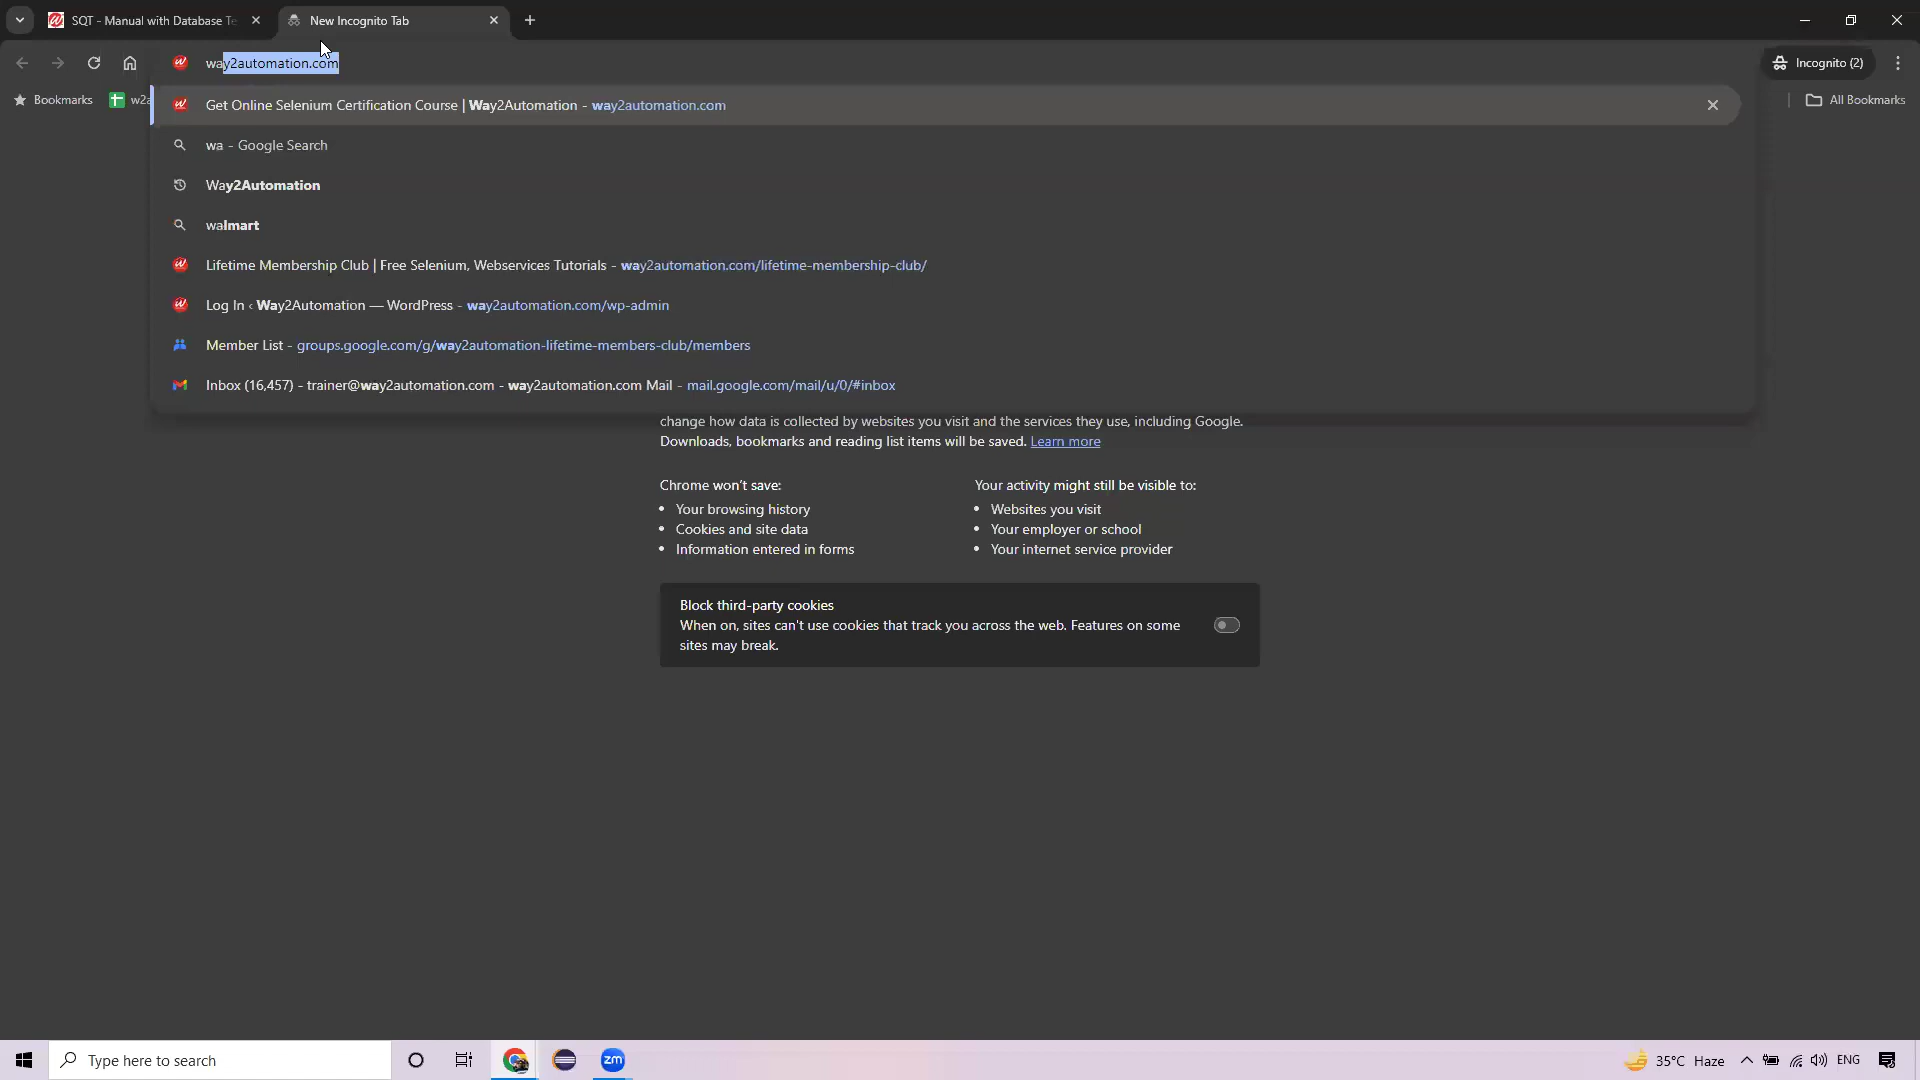 SQT - Manual with Database Te
New Incognito Tab
way2automation.com
Incognito (2)
Bookmarks
w2a
All Bookmarks
Get Online Selenium Certification Course | Way2Automation - way2automation.com
wa - Google Search
Way2Automation
walmart
Lifetime Membership Club | Free Selenium, Webservices Tutorials - way2automation.com/lifetime-membership-club/
Log In ‹ Way2Automation — WordPress - way2automation.com/wp-admin
Member List - groups.google.com/g/way2automation-lifetime-members-club/members
Inbox (16,457) - trainer@way2automation.com - way2automation.com Mail - mail.google.com/mail/u/0/#inbox
change how data is collected by websites you visit and the services they use, including Google.
Downloads, bookmarks and reading list items will be saved. Learn more
Chrome won't save:
• Your browsing history
• Cookies and site data
• Information entered in forms
Your activity might still be visible to:
• Websites you visit
• Your employer or school
• Your internet service provider
Block third-party cookies
When on, sites can't use cookies that track you across the web. Features on some
sites may break.
Type here to search
zm
35°C Haze
ENG